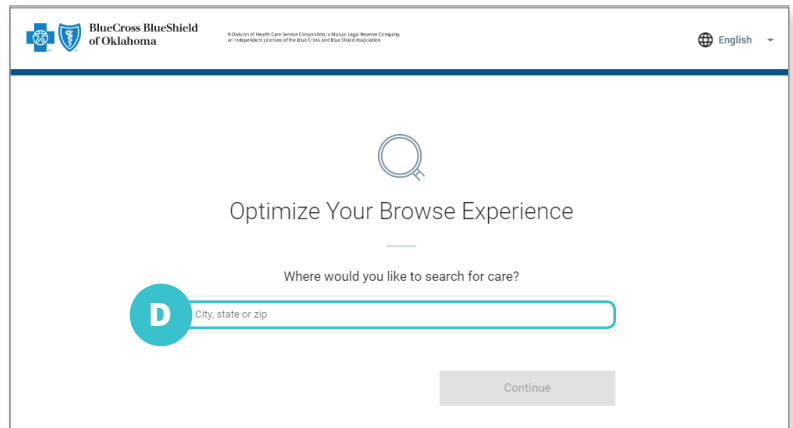 BlueCross BlueShield
of Oklahoma
A Division of Health Care Service Corporation, a Mutual Legal Reserve Company,
an Independent Licensee of the Blue Cross and Blue Shield Association
English
Optimize Your Browse Experience
Where would you like to search for care?
D
City, state or zip
Continue